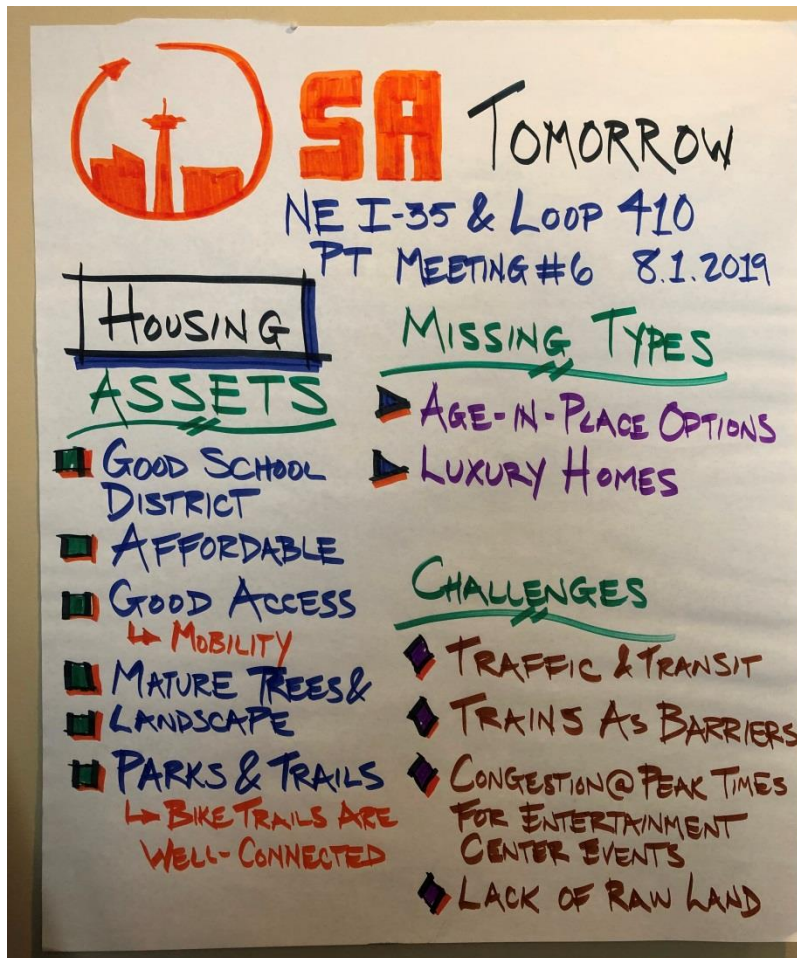 SA TOMORROW
NE I-35 & LOOP 410
PT MEETING #6 8.1.2019
HOUSING
ASSETS
GOOD SCHOOL
DISTRICT
AFFORDABLE
GOOD ACCESS
↳ MOBILITY
MATURE TREES &
LANDSCAPE
PARKS & TRAILS
↳ BIKE TRAILS ARE
WELL-CONNECTED
MISSING TYPES
AGE-IN-PLACE OPTIONS
LUXURY HOMES
CHALLENGES
TRAFFIC & TRANSIT
TRAINS AS BARRIERS
CONGESTION @ PEAK TIMES
FOR ENTERTAINMENT
CENTER EVENTS
LACK OF RAW LAND